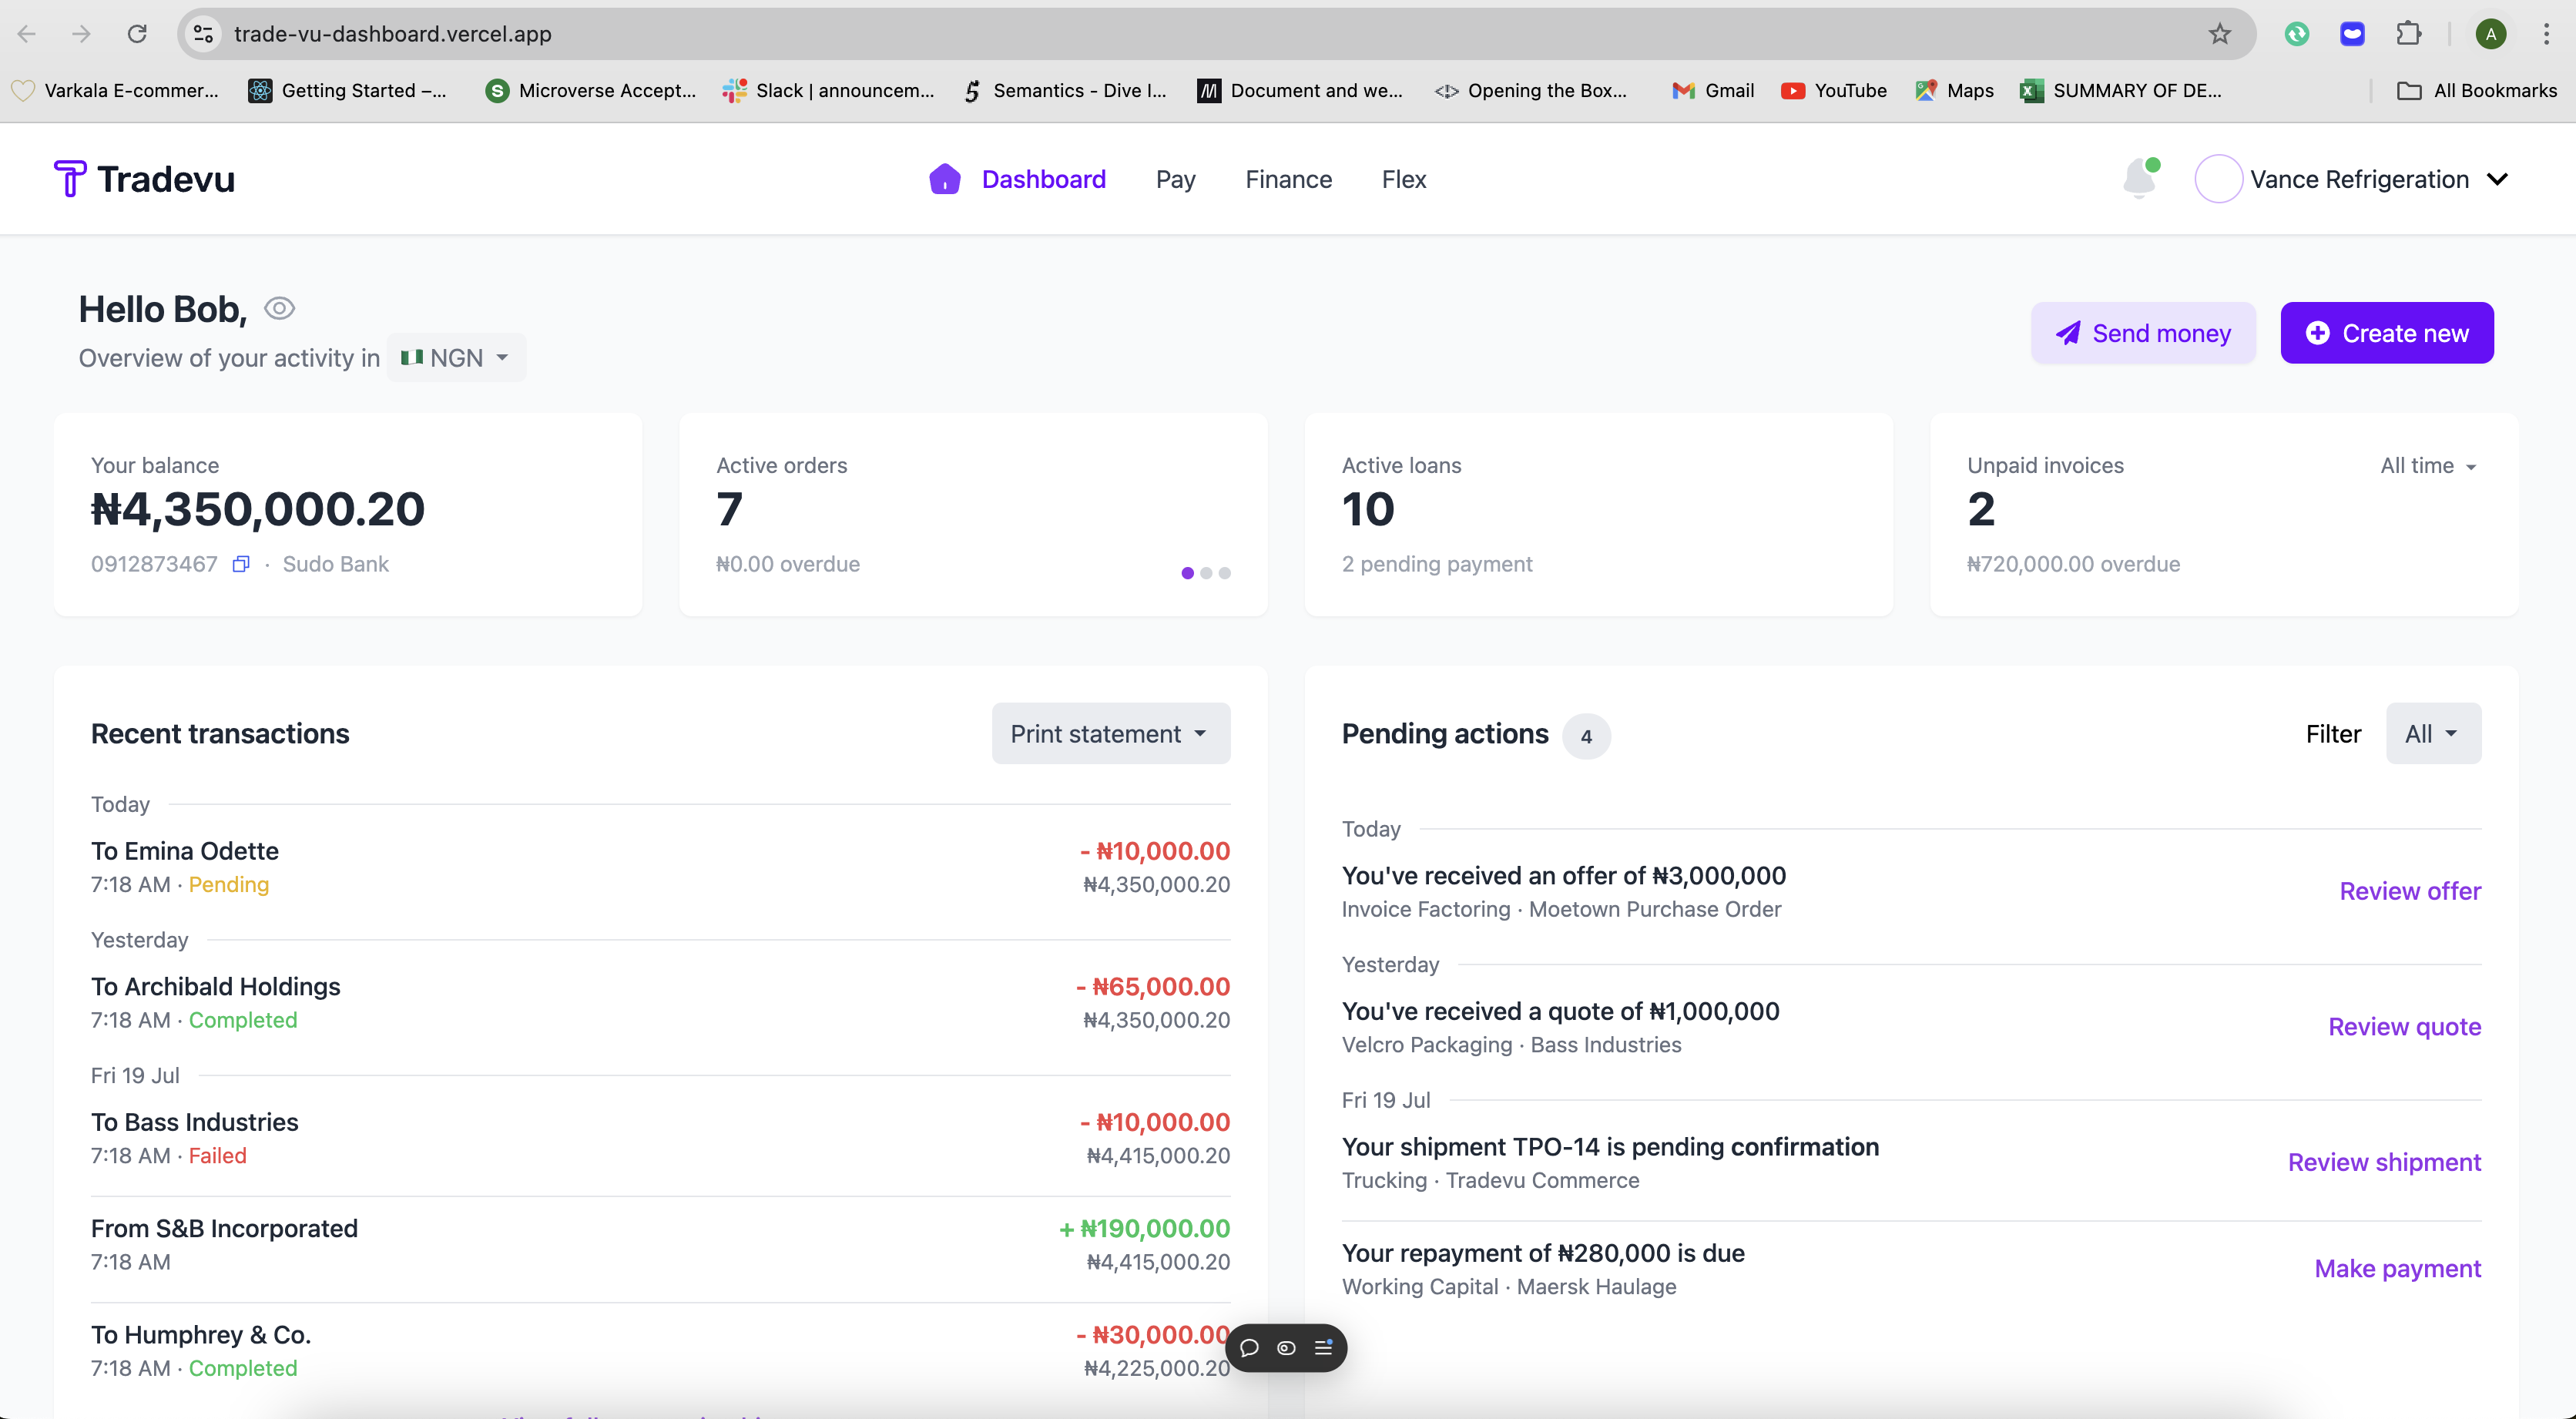 trade-vu-dashboard.vercel.app
A
Varkala E-commer...
Getting Started –...
Microverse Accept...
Slack | announcem...
Semantics - Dive I...
Document and we...
Opening the Box...
Gmail
YouTube
Maps
SUMMARY OF DE...
All Bookmarks
Tradevu
Dashboard
Pay
Finance
Flex
Vance Refrigeration
Hello Bob,
Overview of your activity in NGN
Send money
Create new
Your balance
₦4,350,000.20
0912873467 · Sudo Bank
Active orders
7
₦0.00 overdue
Active loans
10
2 pending payment
Unpaid invoices
All time
2
₦720,000.00 overdue
Recent transactions
Print statement
Today
To Emina Odette
- ₦10,000.00
7:18 AM · Pending
₦4,350,000.20
Yesterday
To Archibald Holdings
- ₦65,000.00
7:18 AM · Completed
₦4,350,000.20
Fri 19 Jul
To Bass Industries
- ₦10,000.00
7:18 AM · Failed
₦4,415,000.20
From S&B Incorporated
+ ₦190,000.00
7:18 AM
₦4,415,000.20
To Humphrey & Co.
- ₦30,000.00
7:18 AM · Completed
₦4,225,000.20
Pending actions 4
Filter
All
Today
You've received an offer of ₦3,000,000
Invoice Factoring · Moetown Purchase Order
Review offer
Yesterday
You've received a quote of ₦1,000,000
Velcro Packaging · Bass Industries
Review quote
Fri 19 Jul
Your shipment TPO-14 is pending confirmation
Trucking · Tradevu Commerce
Review shipment
Your repayment of ₦280,000 is due
Working Capital · Maersk Haulage
Make payment